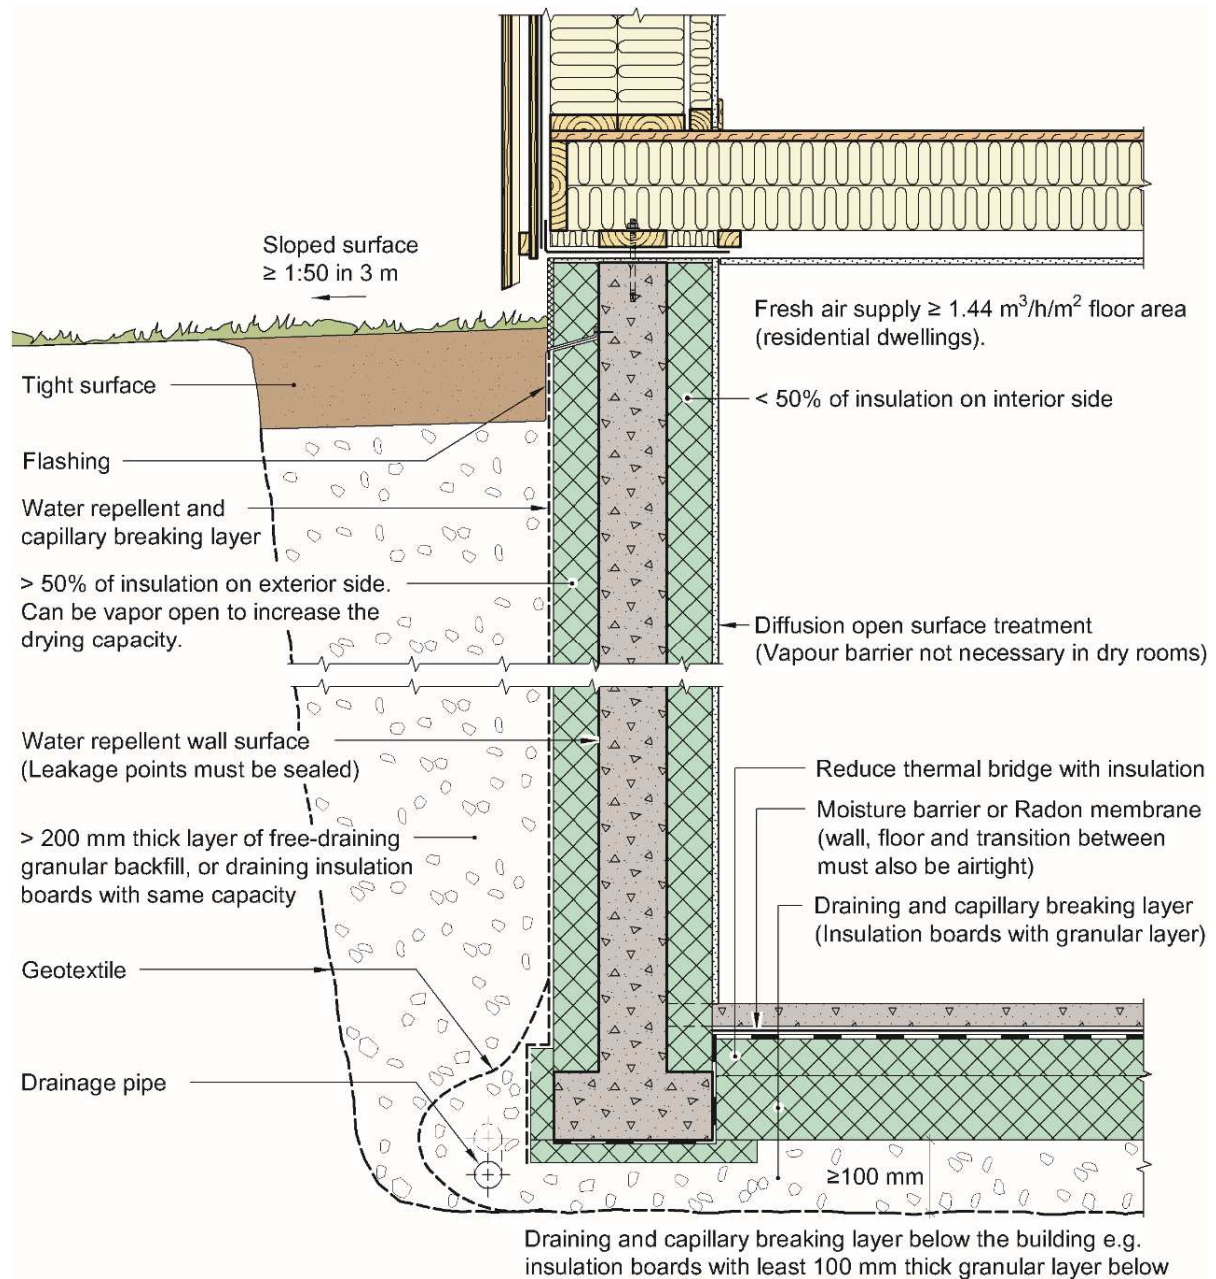 Sloped surface
≥ 1:50 in 3 m
Fresh air supply ≥ 1.44 m³/h/m² floor area
(residential dwellings).
Tight surface
< 50% of insulation on interior side
Flashing
Water repellent and
capillary breaking layer
> 50% of insulation on exterior side.
Can be vapor open to increase the
drying capacity.
Diffusion open surface treatment
(Vapour barrier not necessary in dry rooms)
Water repellent wall surface
(Leakage points must be sealed)
Reduce thermal bridge with insulation
Moisture barrier or Radon membrane
(wall, floor and transition between
must also be airtight)
> 200 mm thick layer of free-draining
granular backfill, or draining insulation
boards with same capacity
Draining and capillary breaking layer
(Insulation boards with granular layer)
Geotextile
Drainage pipe
≥100 mm
Draining and capillary breaking layer below the building e.g.
insulation boards with least 100 mm thick granular layer below